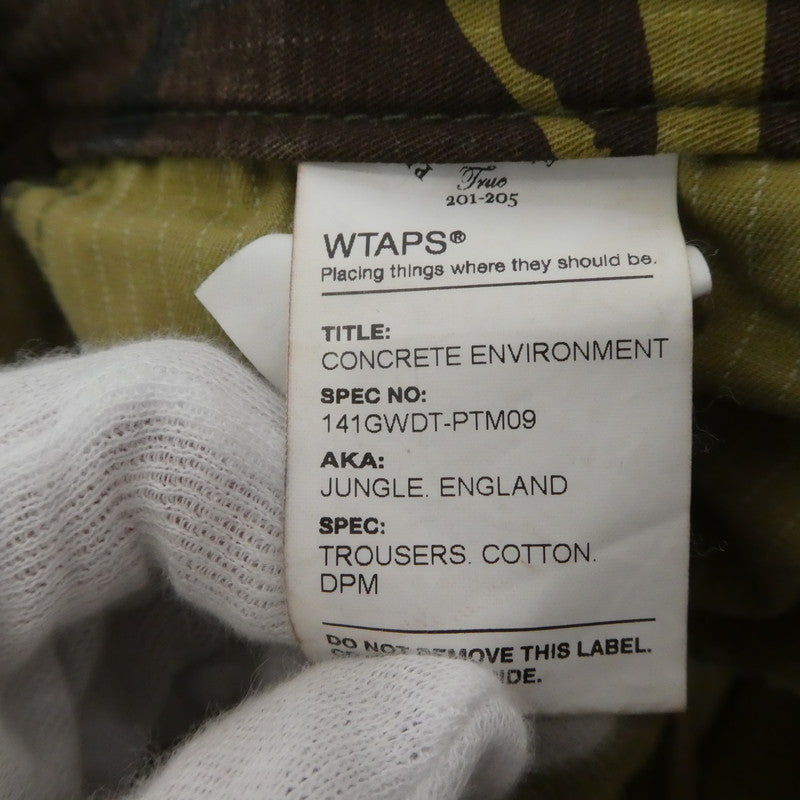 True
201-205
WTAPS®
Placing things where they should be.
TITLE:
CONCRETE ENVIRONMENT
SPEC NO:
141GWDT-PTM09
AKA:
JUNGLE. ENGLAND
SPEC:
TROUSERS. COTTON.
DPM
DO NOT REMOVE THIS LABEL.